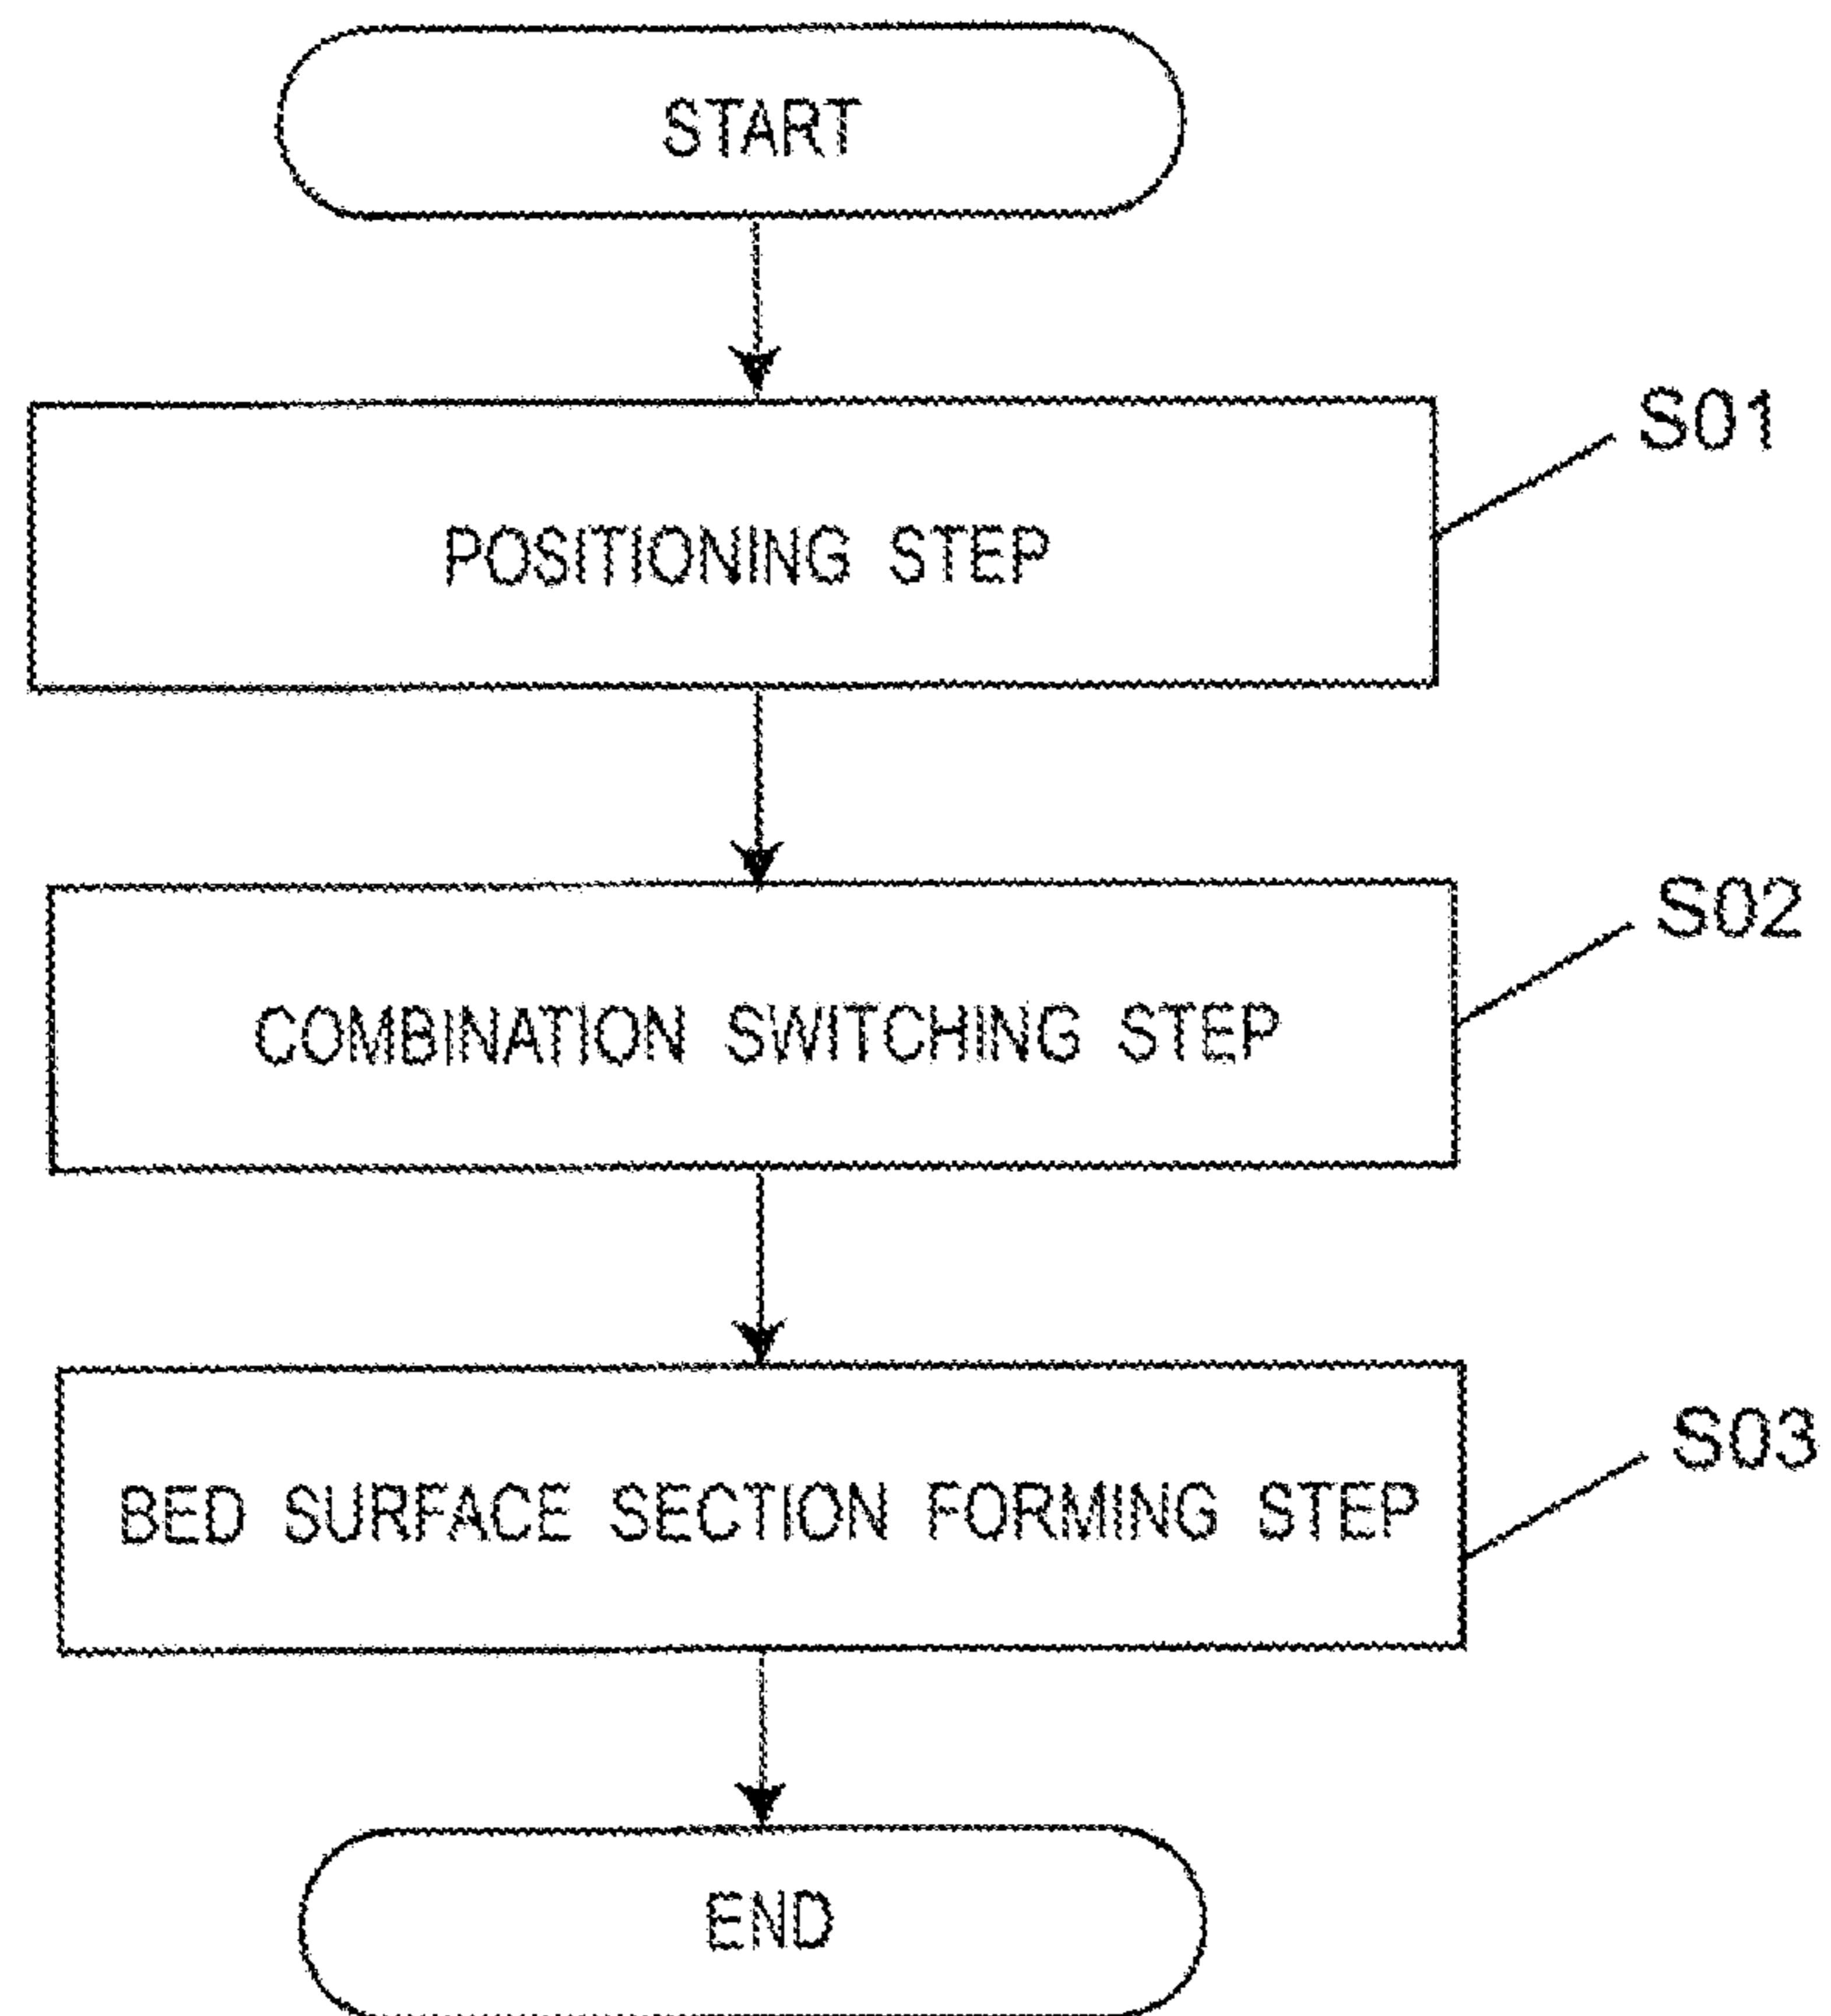 START
S01
POSITIONING STEP
S02
COMBINATION SWITCHING STEP
S03
BED SURFACE SECTION FORMING STEP
END